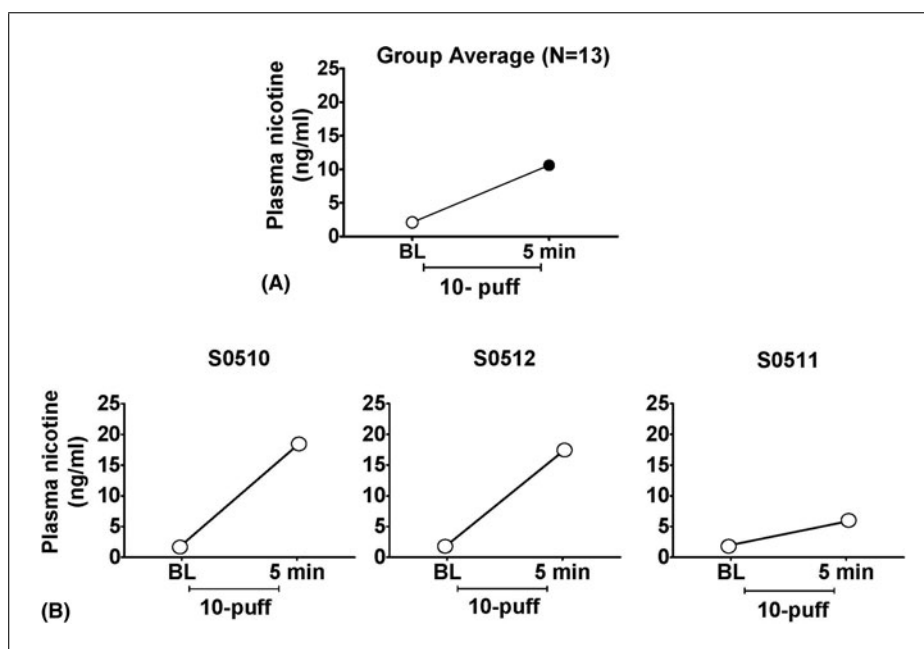 Group Average (N=13)
Plasma nicotine
(ng/ml)
25
20
15
10
5
0
BL 5 min
10- puff
(A)
S0510 S0512 S0511
Plasma nicotine
(ng/ml)
25 25 25
20 20 20
15 15 15
10 10 10
5 5 5
0 0 0
BL 5 min BL 5 min BL 5 min
10-puff 10-puff 10-puff
(B)